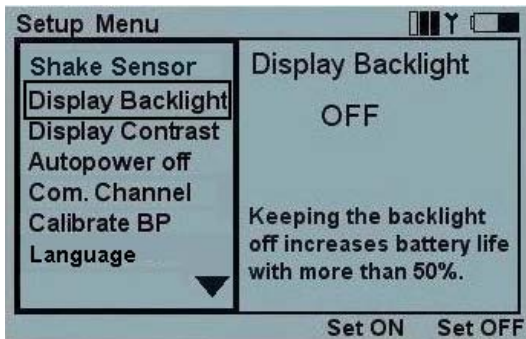 Setup Menu
Shake Sensor
Display Backlight
Display Contrast
Autopower off
Com. Channel
Calibrate BP
Language
Display Backlight
OFF
Keeping the backlight
off increases battery life
with more than 50%.
Set ON Set OFF